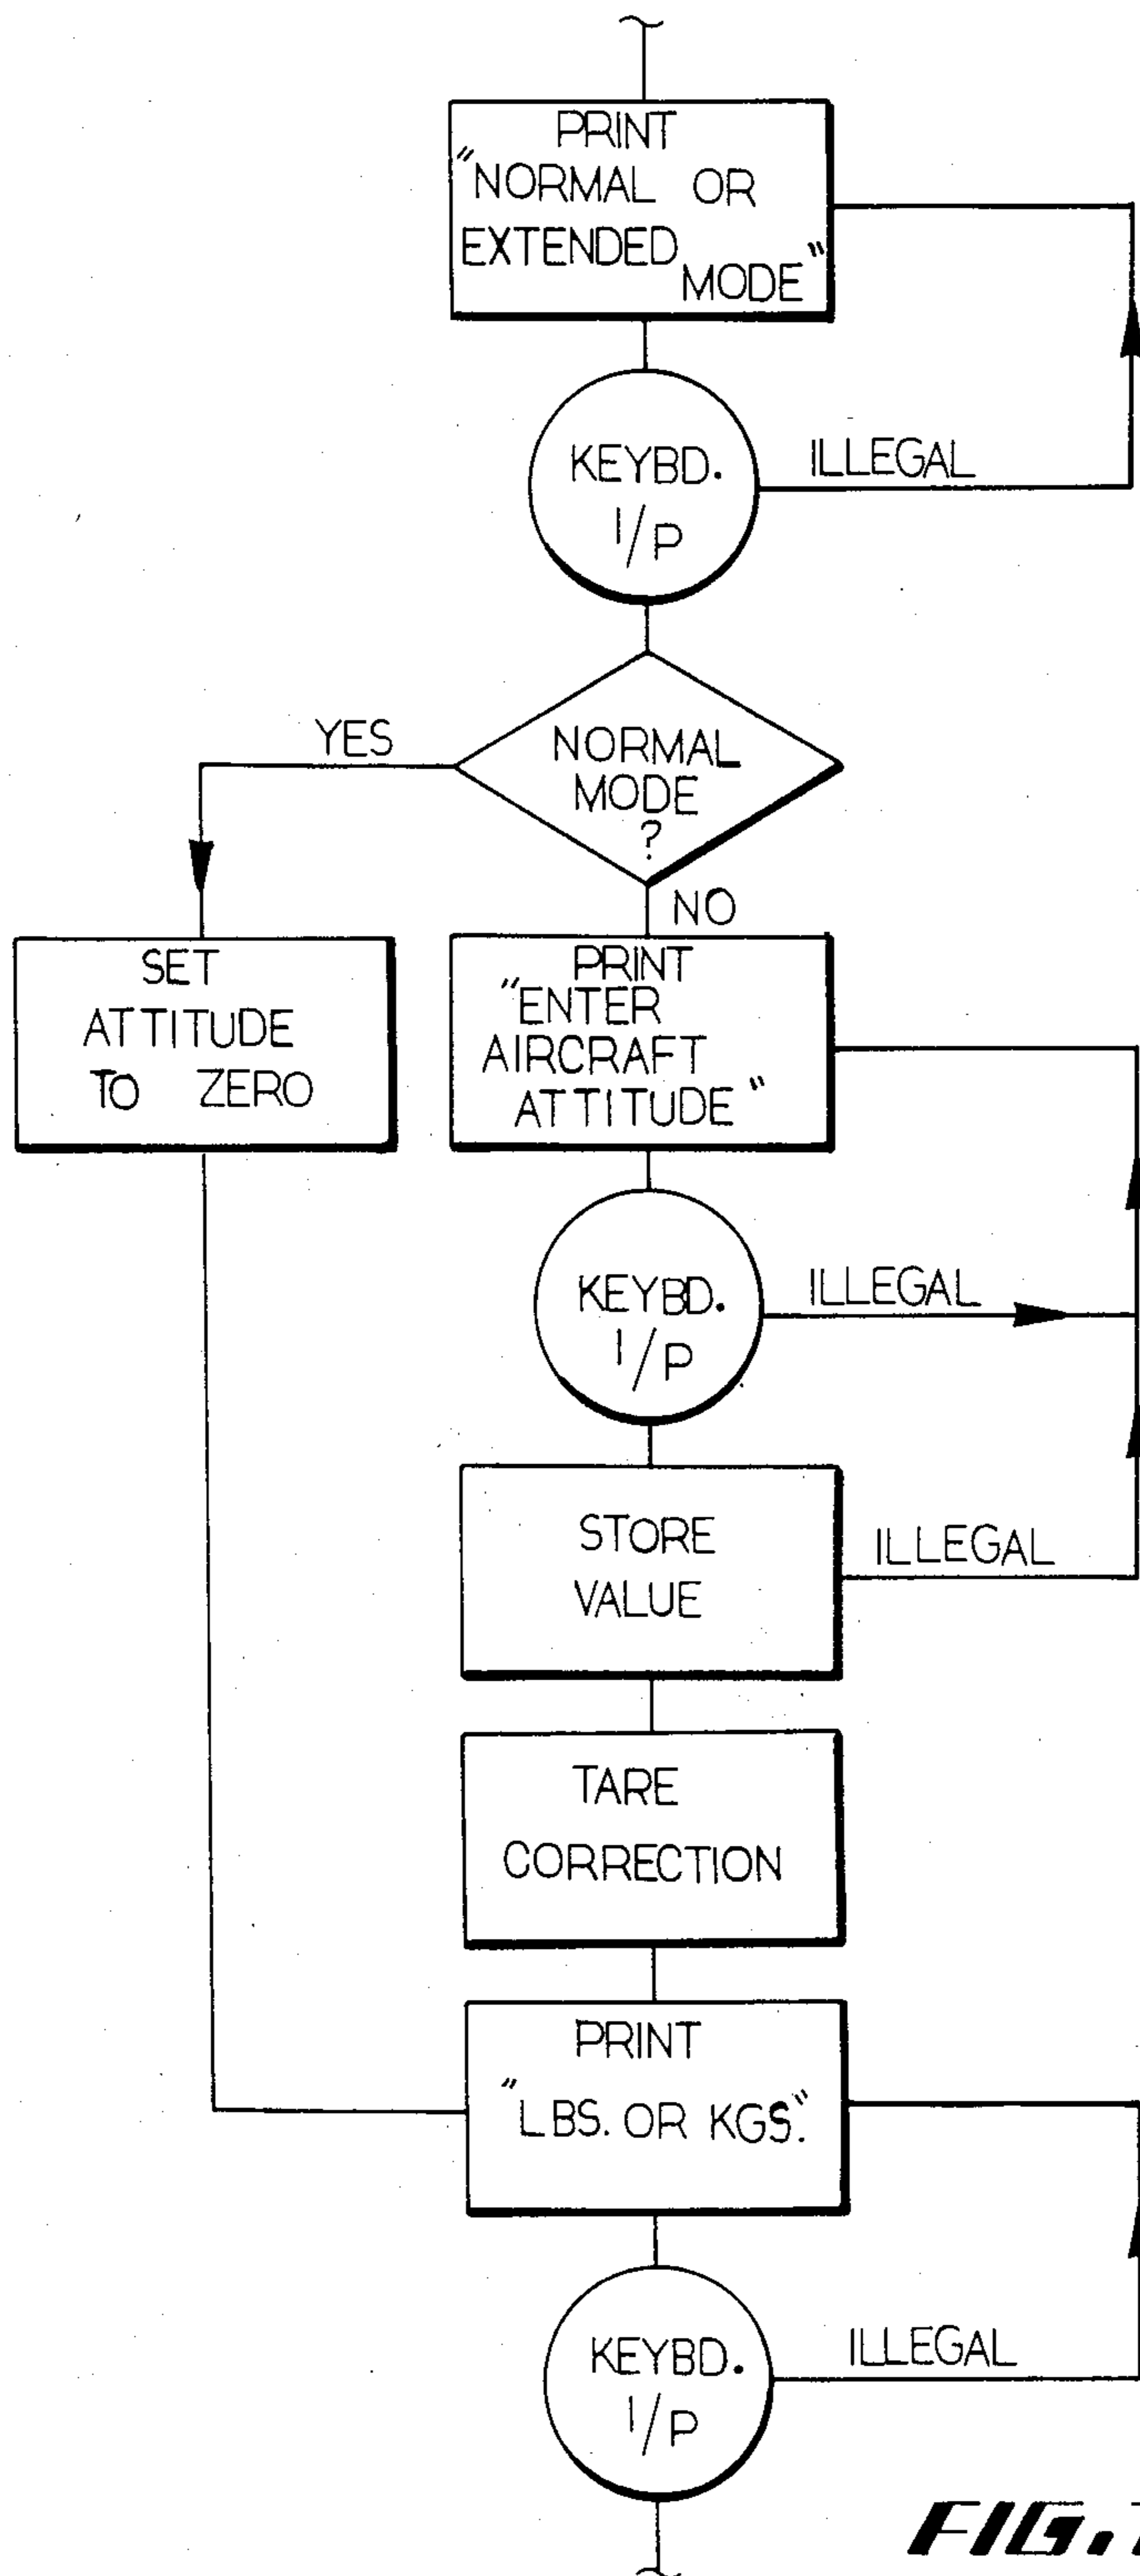 PRINT
"NORMAL OR
EXTENDED
MODE"
KEYBD.
I/P
ILLEGAL
NORMAL
MODE
?
YES
NO
SET
ATTITUDE
TO ZERO
PRINT
"ENTER
AIRCRAFT
ATTITUDE"
KEYBD.
I/P
ILLEGAL
STORE
VALUE
ILLEGAL
TARE
CORRECTION
PRINT
"LBS. OR KGS."
KEYBD.
I/P
ILLEGAL
FIG.